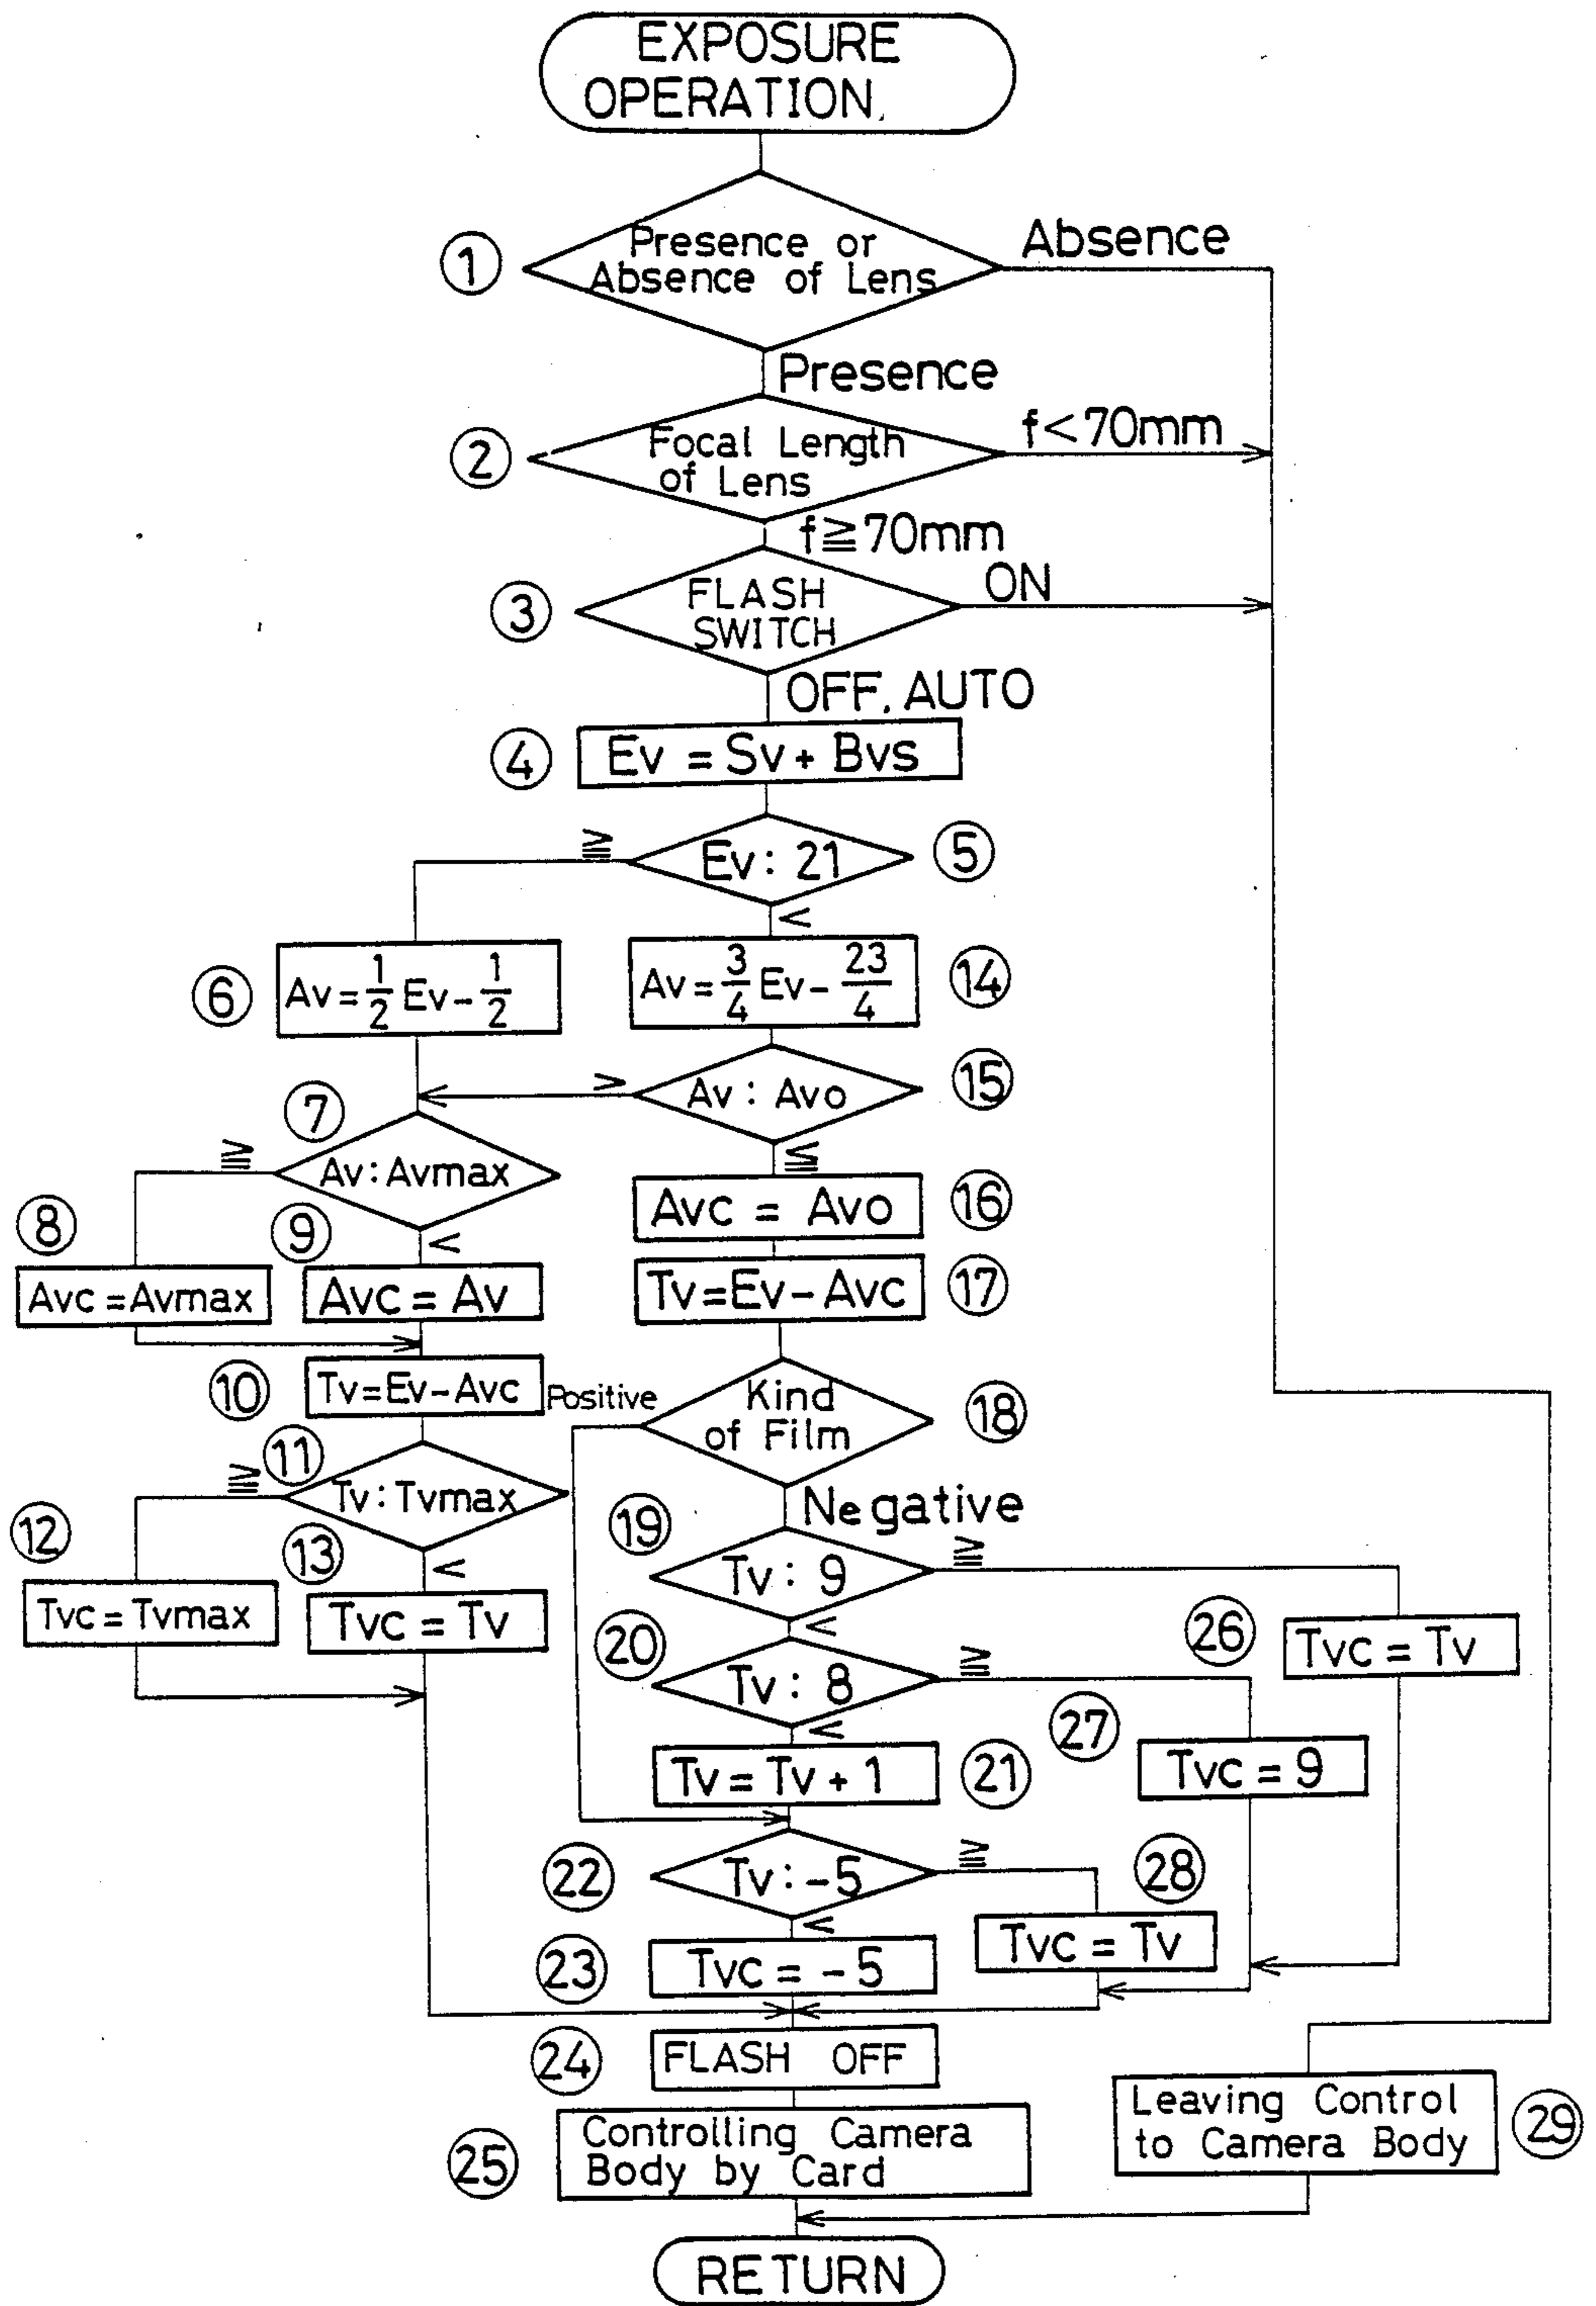 EXPOSURE
OPERATION
①
Presence or
Absence of Lens
Absence
Presence
②
Focal Length
of Lens
f<70mm
f≧70mm
③
FLASH
SWITCH
ON
OFF, AUTO
④
Ev = Sv + Bvs
≧
Ev : 21
⑤
<
⑥
Av = 1/2 Ev - 1/2
Av = 3/4 Ev - 23/4
⑭
>
Av : Avo
⑮
⑦
≧
Av : Avmax
≦
⑧
⑨
<
Avc = Avo
⑯
Avc = Avmax
Avc = Av
Tv = Ev - Avc
⑰
⑩
Tv = Ev - Avc
Positive
Kind
of Film
⑱
⑪
≧
Tv : Tvmax
Negative
⑫
⑬
<
⑲
Tv : 9
≧
<
Tvc = Tvmax
Tvc = Tv
⑳
Tv : 8
≧
<
㉖
Tvc = Tv
㉗
Tvc = 9
Tv = Tv + 1
㉑
㉒
Tv : -5
≧
<
㉘
Tvc = Tv
㉓
Tvc = -5
㉔
FLASH OFF
㉕
Controlling Camera
Body by Card
Leaving Control
to Camera Body
㉙
RETURN